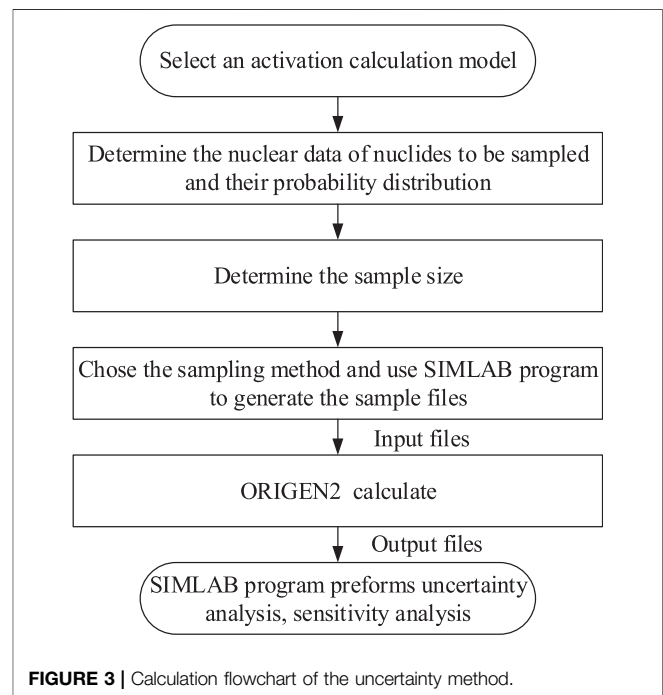 Select an activation calculation model
Determine the nuclear data of nuclides to be sampled
and their probability distribution
Determine the sample size
Chose the sampling method and use SIMLAB program
to generate the sample files
Input files
ORIGEN2 calculate
Output files
SIMLAB program preforms uncertainty
analysis, sensitivity analysis
FIGURE 3 | Calculation flowchart of the uncertainty method.